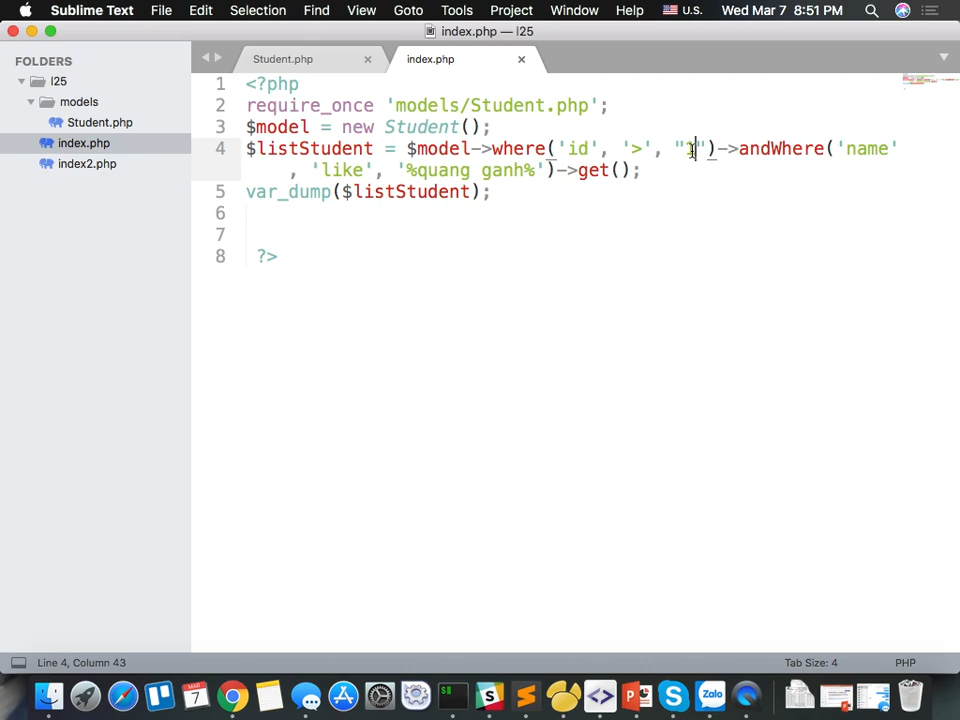 Sublime Text File Edit Selection Find Goto Tools Project Window Help U.S. Wed Mar 7 8:51 PM
index.php — l25
FOLDERS
l25
models
Student.php
index.php
index2.php
Student.php
index.php
1 <?php
2 require_once 'models/Student.php';
3 $model = new Student();
4 $listStudent = $model->where('id', '>', "")->andWhere('name'
, 'like', '%quang ganh%')->get();
5 var_dump($listStudent);
6
7
8 ?>
Line 4, Column 43
Tab Size: 4
PHP
MAR
7
Zalo